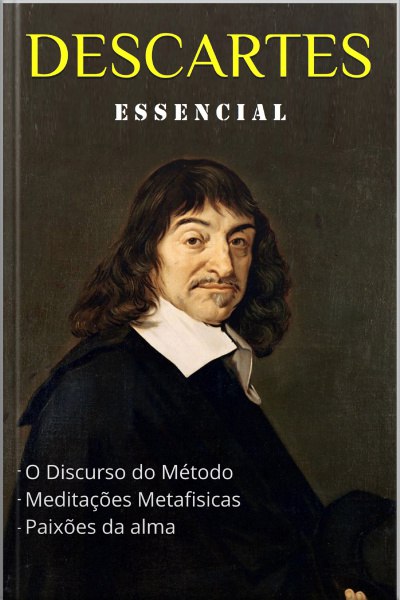 DESCARTES
ESSENCIAL
- O Discurso do Método
- Meditações Metafisicas
- Paixões da alma